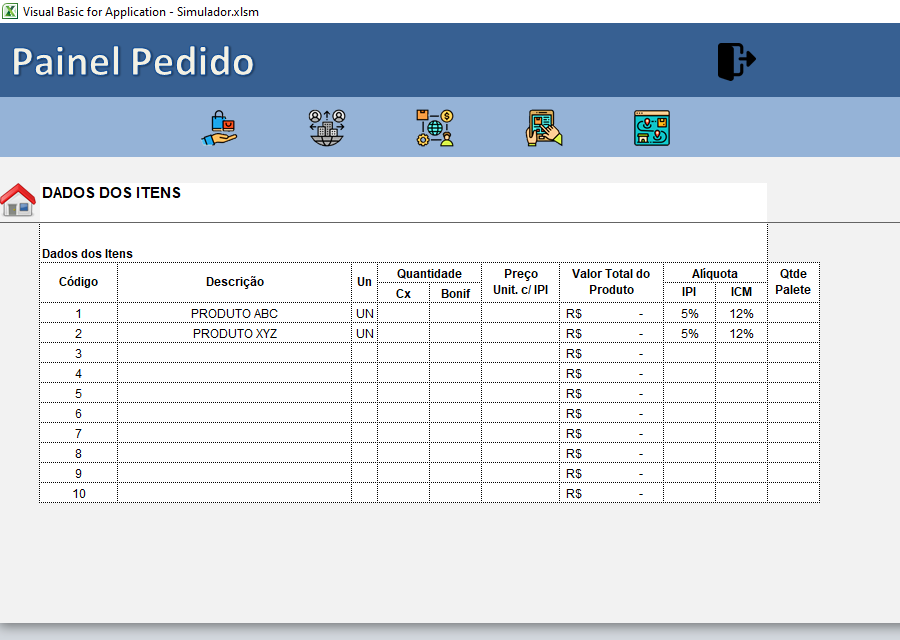 Visual Basic for Application - Simulador.xlsm
Painel Pedido
DADOS DOS ITENS
Dados dos Itens
Código Descrição Un Quantidade Cx Bonif Preço Unit. c/ IPI Valor Total do Produto Alíquota IPI ICM Qtde Palete
1 PRODUTO ABC UN R$ - 5% 12%
2 PRODUTO XYZ UN R$ - 5% 12%
3 R$ -
4 R$ -
5 R$ -
6 R$ -
7 R$ -
8 R$ -
9 R$ -
10 R$ -